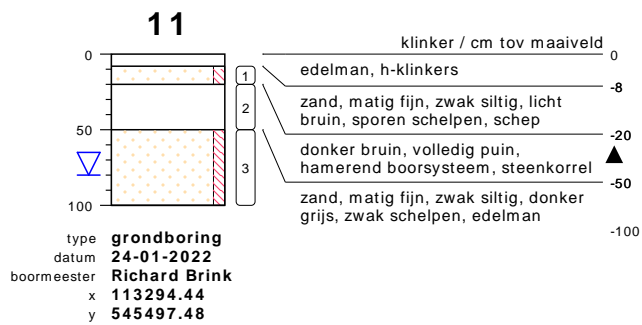 11
klinker / cm tov maaiveld
0
0
edelman, h-klinkers
-8
1
zand, matig fijn, zwak siltig, licht
bruin, sporen schelpen, schep
-20
2
50
donker bruin, volledig puin,
hamerend boorsysteem, steenkorrel
-50
3
zand, matig fijn, zwak siltig, donker
grijs, zwak schelpen, edelman
100
-100
type grondboring
datum 24-01-2022
boormeester Richard Brink
x 113294.44
y 545497.48